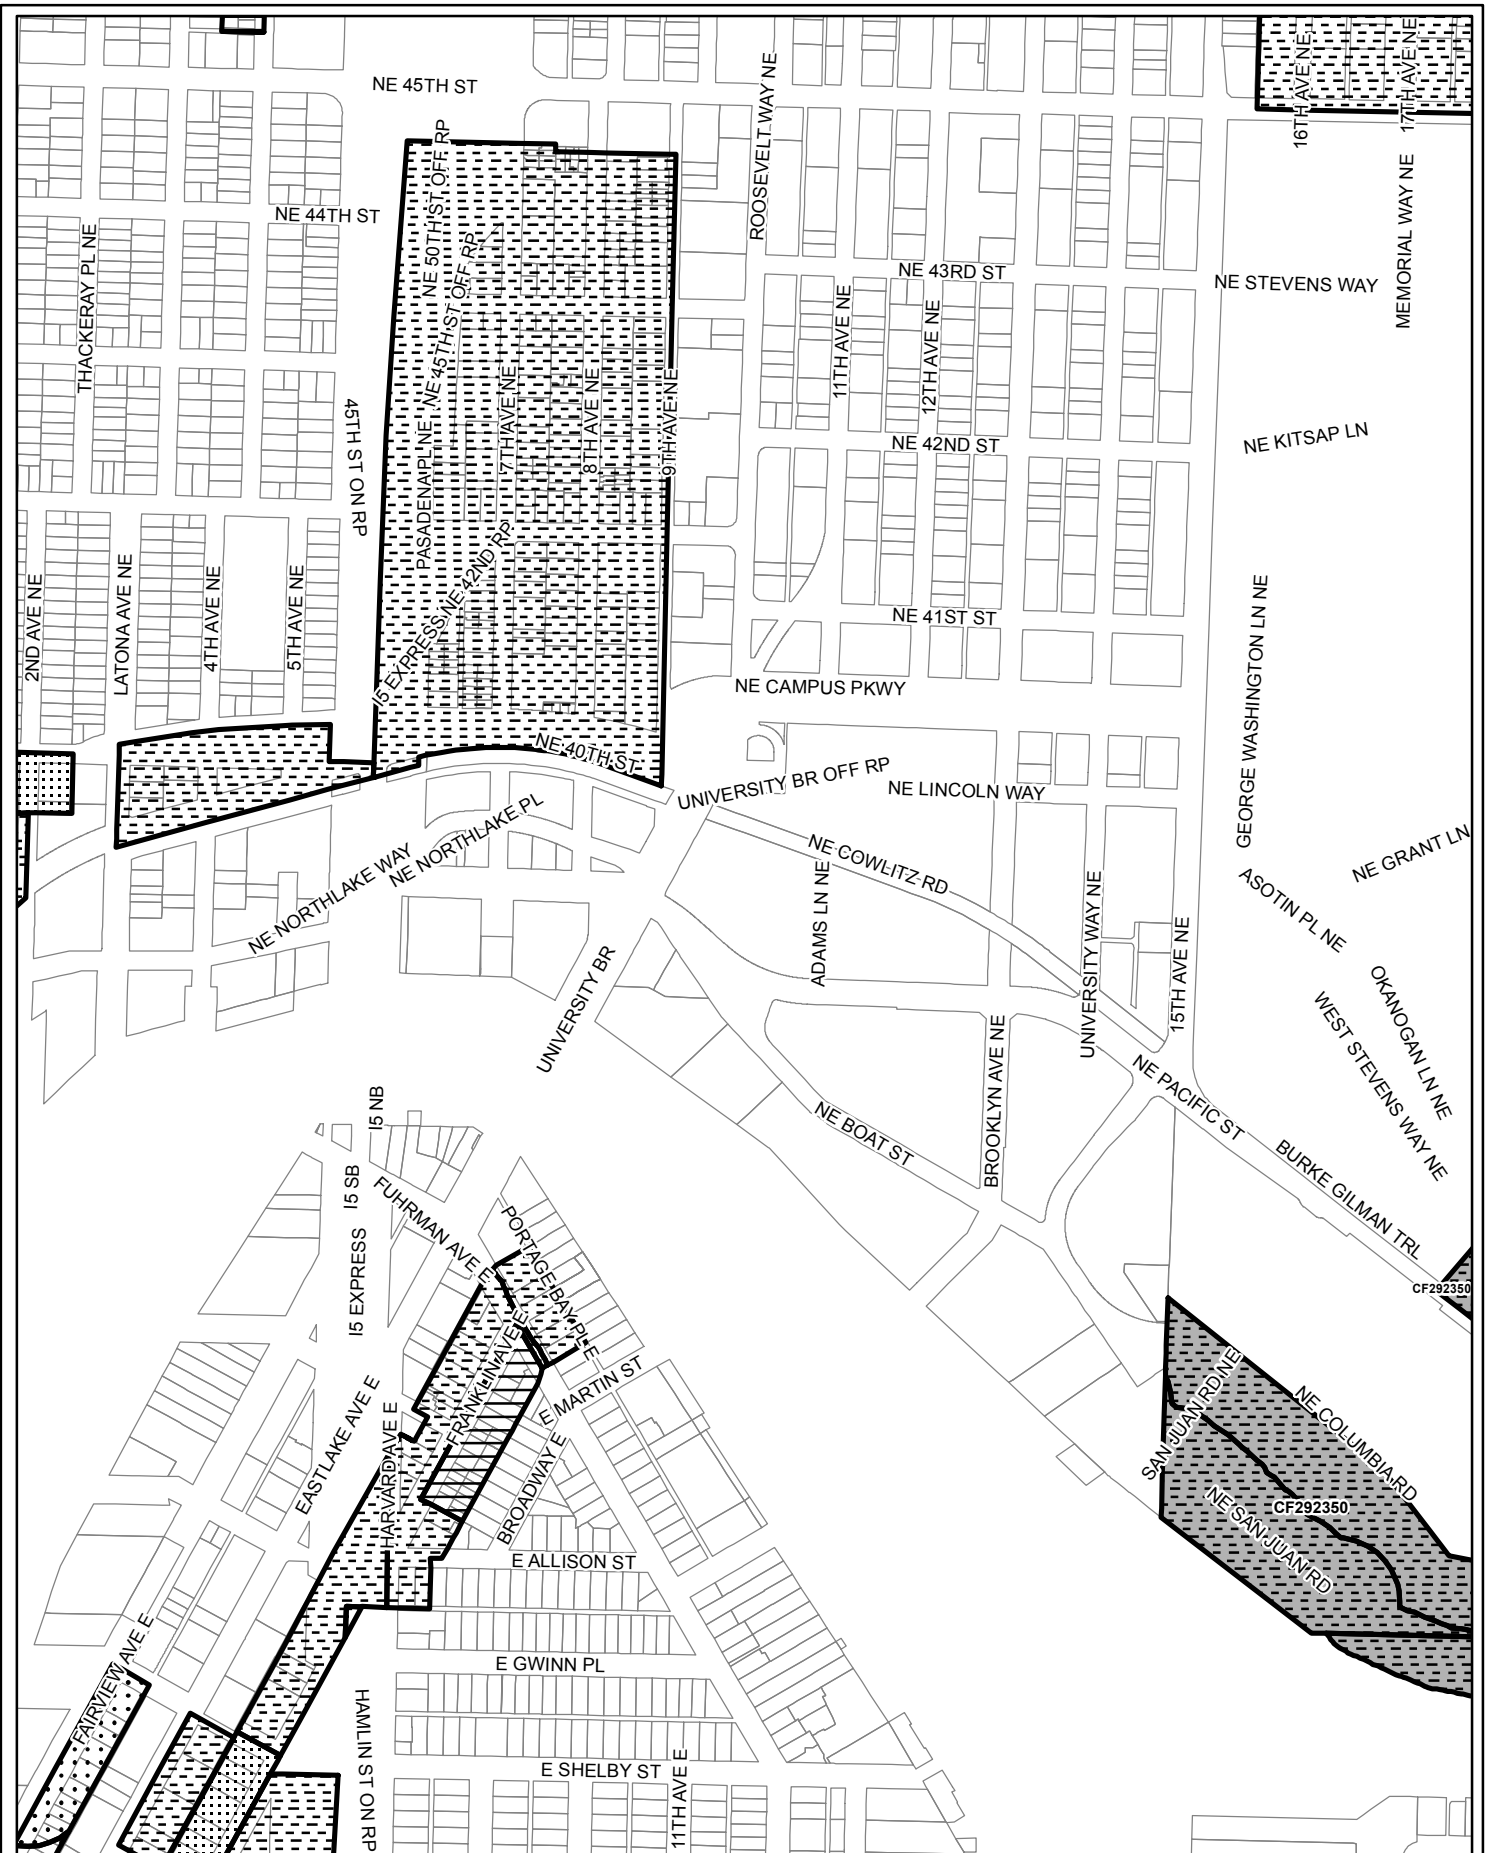 16TH AVE NE
17TH AVE NE
NE 45TH ST
ROOSEVELT WAY NE
NE 50TH ST OFF RP
NE 44TH ST
MEMORIAL WAY NE
THACKERAY PL NE
NE 45TH ST OFF RP
NE 43RD ST
NE STEVENS WAY
11TH AVE NE
12TH AVE NE
7TH AVE NE
8TH AVE NE
9TH AVE NE
45TH ST ON RP
PASADENA PL NE
NE 42ND ST
NE KITSAP LN
2ND AVE NE
LATONA AVE NE
4TH AVE NE
5TH AVE NE
I5 EXPRESS NE 42ND RP
NE 41ST ST
GEORGE WASHINGTON LN NE
NE CAMPUS PKWY
NE 40TH ST
UNIVERSITY BR OFF RP
NE LINCOLN WAY
NE NORTHLAKE PL
NE NORTHLAKE WAY
NE COWLITZ RD
NE GRANT LN
ADAMS LN NE
UNIVERSITY WAY NE
15TH AVE NE
ASOTIN PL NE
UNIVERSITY BR
OKANOGAN LN NE
WEST STEVENS WAY NE
BROOKLYN AVE NE
NE PACIFIC ST
I5 NB
NE BOAT ST
BURKE GILMAN TRL
I5 SB
FUHRMAN AVE E
PORTAGE BAY PL E
I5 EXPRESS
CF292350
FRANKLIN AVE E
E MARTIN ST
SAN JUAN RD NE
NE COLUMBIA RD
EASTLAKE AVE E
HARVARD AVE E
BROADWAY E
CF292350
NE SAN JUAN RD
E ALLISON ST
FAIRVIEW AVE E
E GWINN PL
HAMLIN ST ON RP
E SHELBY ST
11TH AVE E